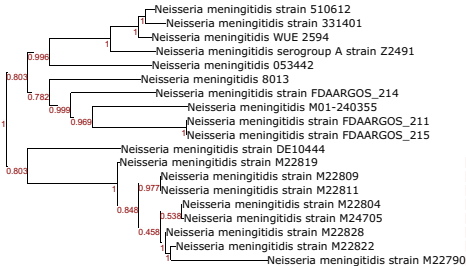 Neisseria meningitidis strain 510612
Neisseria meningitidis strain 331401
1
Neisseria meningitidis WUE 2594
1
Neisseria meningitidis serogroup A strain Z2491
0.996
Neisseria meningitidis 053442
0.803
Neisseria meningitidis 8013
0.782
Neisseria meningitidis strain FDAARGOS_214
0.999
Neisseria meningitidis M01-240355
0.969
Neisseria meningitidis strain FDAARGOS_211
1
Neisseria meningitidis strain FDAARGOS_215
1
Neisseria meningitidis strain DE10444
0.803
Neisseria meningitidis strain M22819
1
Neisseria meningitidis strain M22809
0.977
Neisseria meningitidis strain M22811
0.848
Neisseria meningitidis strain M22804
0.538
Neisseria meningitidis strain M24705
0.458
Neisseria meningitidis strain M22828
1
Neisseria meningitidis strain M22822
1
Neisseria meningitidis strain M22790